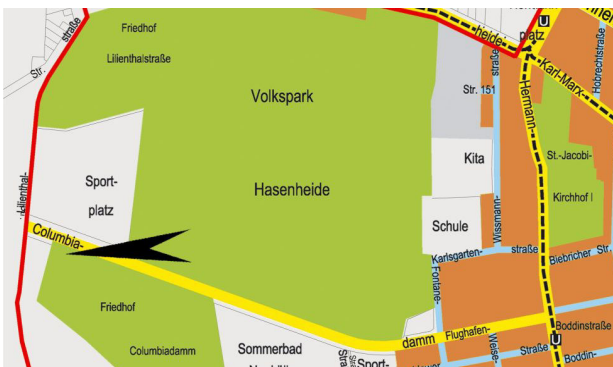 Friedhof
Lilienthalstraße
straße
Str.
heide
platz
U
Karl-Marx-
Hobrechtstraße
Hermann-
Volkspark
Hasenheide
Str. 151
straße
Kita
Schule
Wissmann-
St.-Jacobi-
Kirchhof I
Sport-
platz
Lilienthal-
Columbia-
Karlsgarten-
straße
Biebricher Str.
Fontane-
Friedhof
Columbiadamm
Sommerbad
damm
Flughafen-
Straße
Weise-
Boddinstraße
U
Boddin-
Sport-
Str.